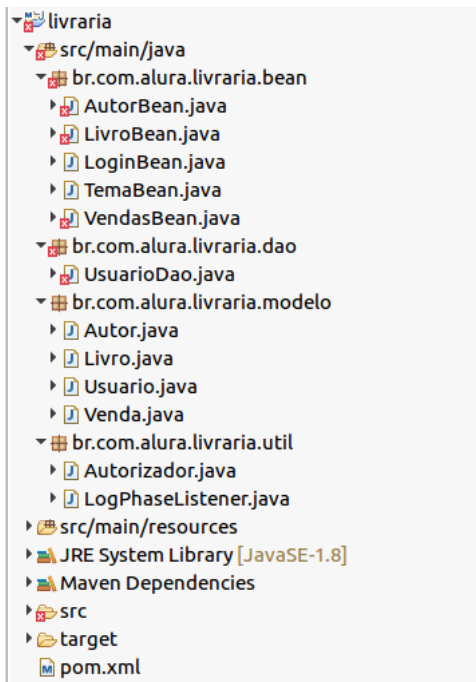 livraria
src/main/java
br.com.alura.livraria.bean
AutorBean.java
LivroBean.java
LoginBean.java
TemaBean.java
VendasBean.java
br.com.alura.livraria.dao
UsuarioDao.java
br.com.alura.livraria.modelo
Autor.java
Livro.java
Usuario.java
Venda.java
br.com.alura.livraria.util
Autorizador.java
LogPhaseListener.java
src/main/resources
JRE System Library [JavaSE-1.8]
Maven Dependencies
src
target
pom.xml